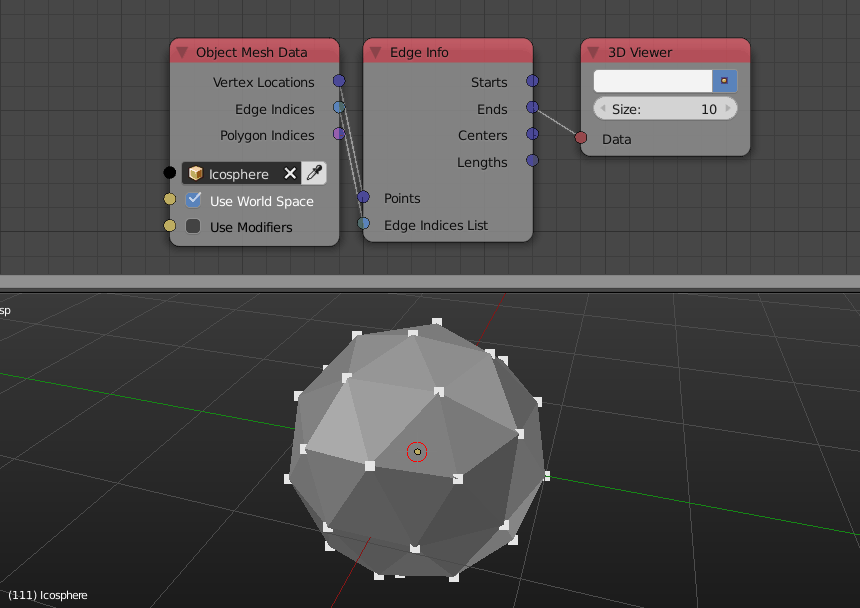 Object Mesh Data
Vertex Locations
Edge Indices
Polygon Indices
Icosphere
Use World Space
Use Modifiers
Edge Info
Starts
Ends
Centers
Lengths
Points
Edge Indices List
3D Viewer
Size: 10
Data
sp
(111) Icosphere